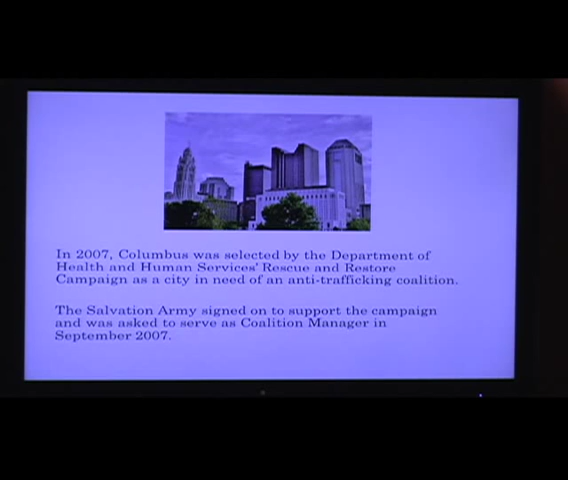 In 2007, Columbus was selected by the Department of
Health and Human Services' Rescue and Restore
Campaign as a city in need of an anti-trafficking coalition.
The Salvation Army signed on to support the campaign
and was asked to serve as Coalition Manager in
September 2007.